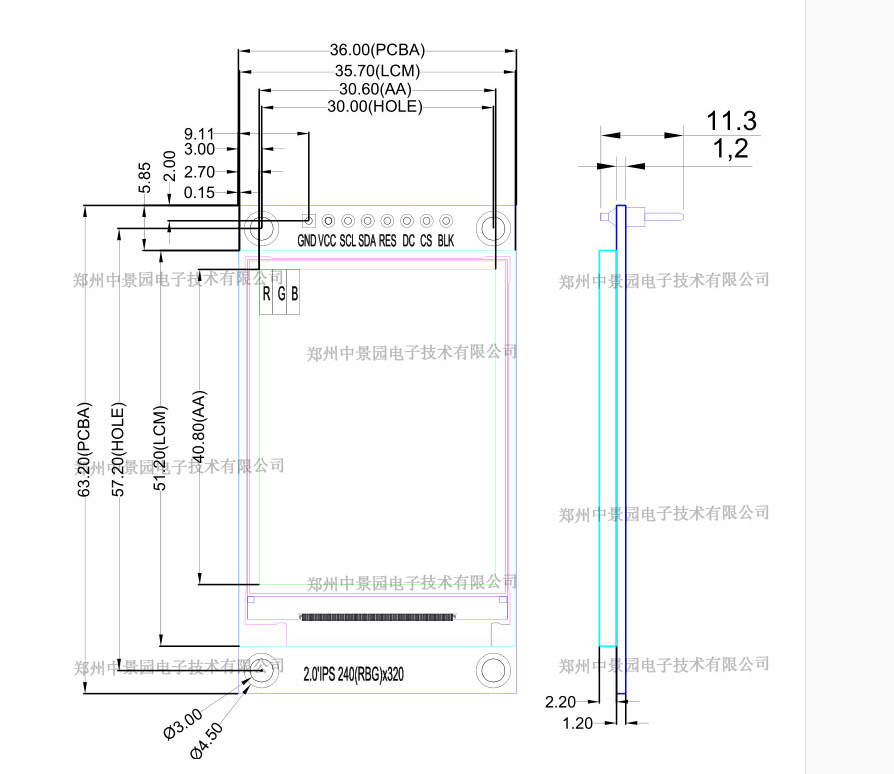 36.00(PCBA)
35.70(LCM)
30.60(AA)
30.00(HOLE)
9.11
3.00
2.70
0.15
5.85
2.00
11.3
1,2
GND VCC SCL SDA RES DC CS BLK
郑州中景园电子技术有限公司
郑州中景园电子技术有限公司
R G B
郑州中景园电子技术有限公司
63.20(PCBA)
57.20(HOLE)
51.20(LCM)
40.80(AA)
郑州中景园电子技术有限公司
郑州中景园电子技术有限公司
郑州中景园电子技术有限公司
郑州中景园电子技术有限公司
郑州中景园电子技术有限公司
2.0'IPS 240(RBG)x320
Ø3.00
Ø4.50
2.20
1.20